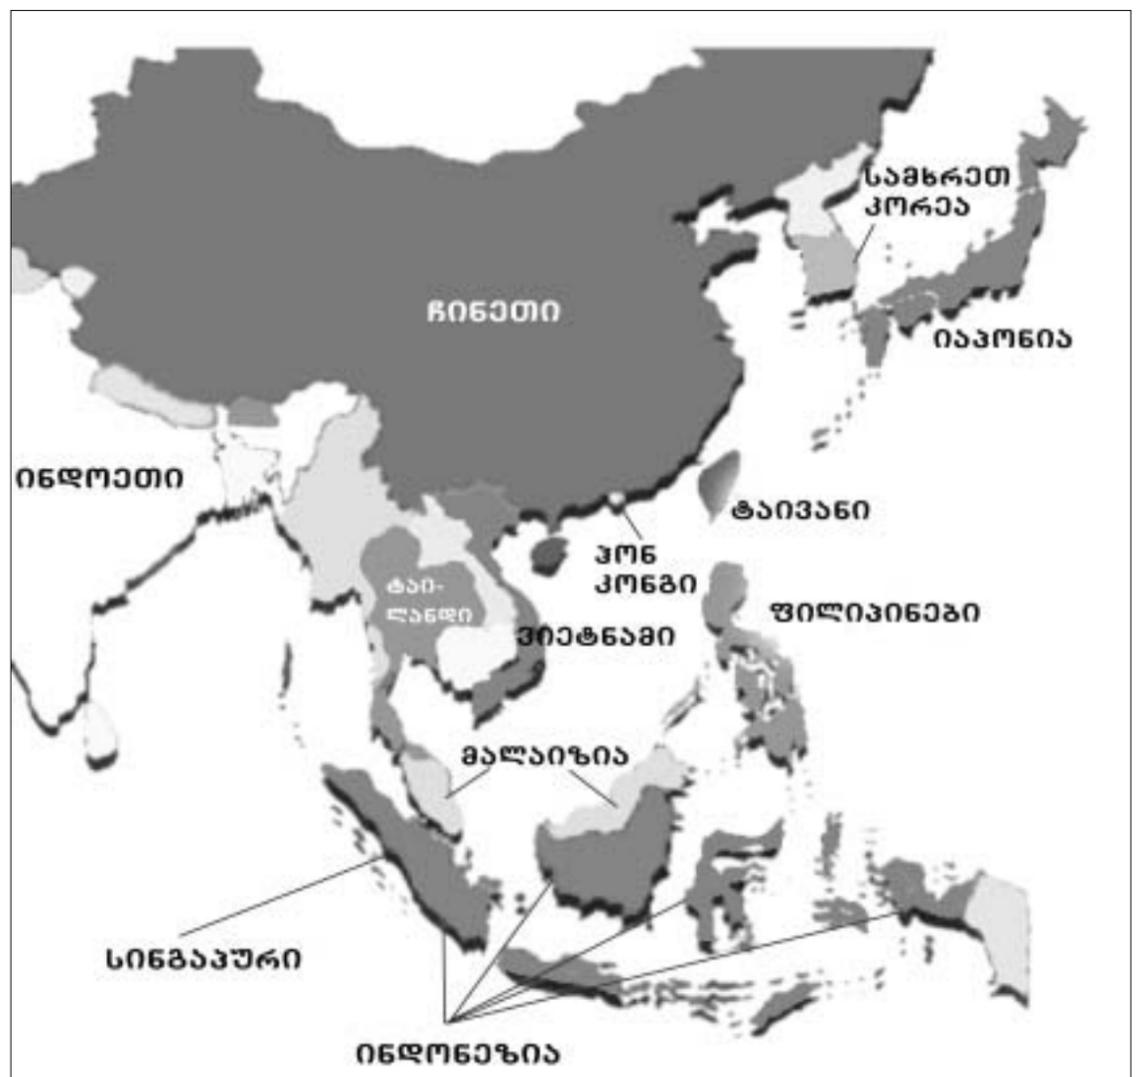 სამხრეთ
კორეა
ჩინეთი
იაპონია
ინდოეთი
ტაივანი
ჰონ
კონგი
ტაი-
ლანდი
ფილიპინები
ვიეტნამი
მალაიზია
სინგაპური
ინდონეზია